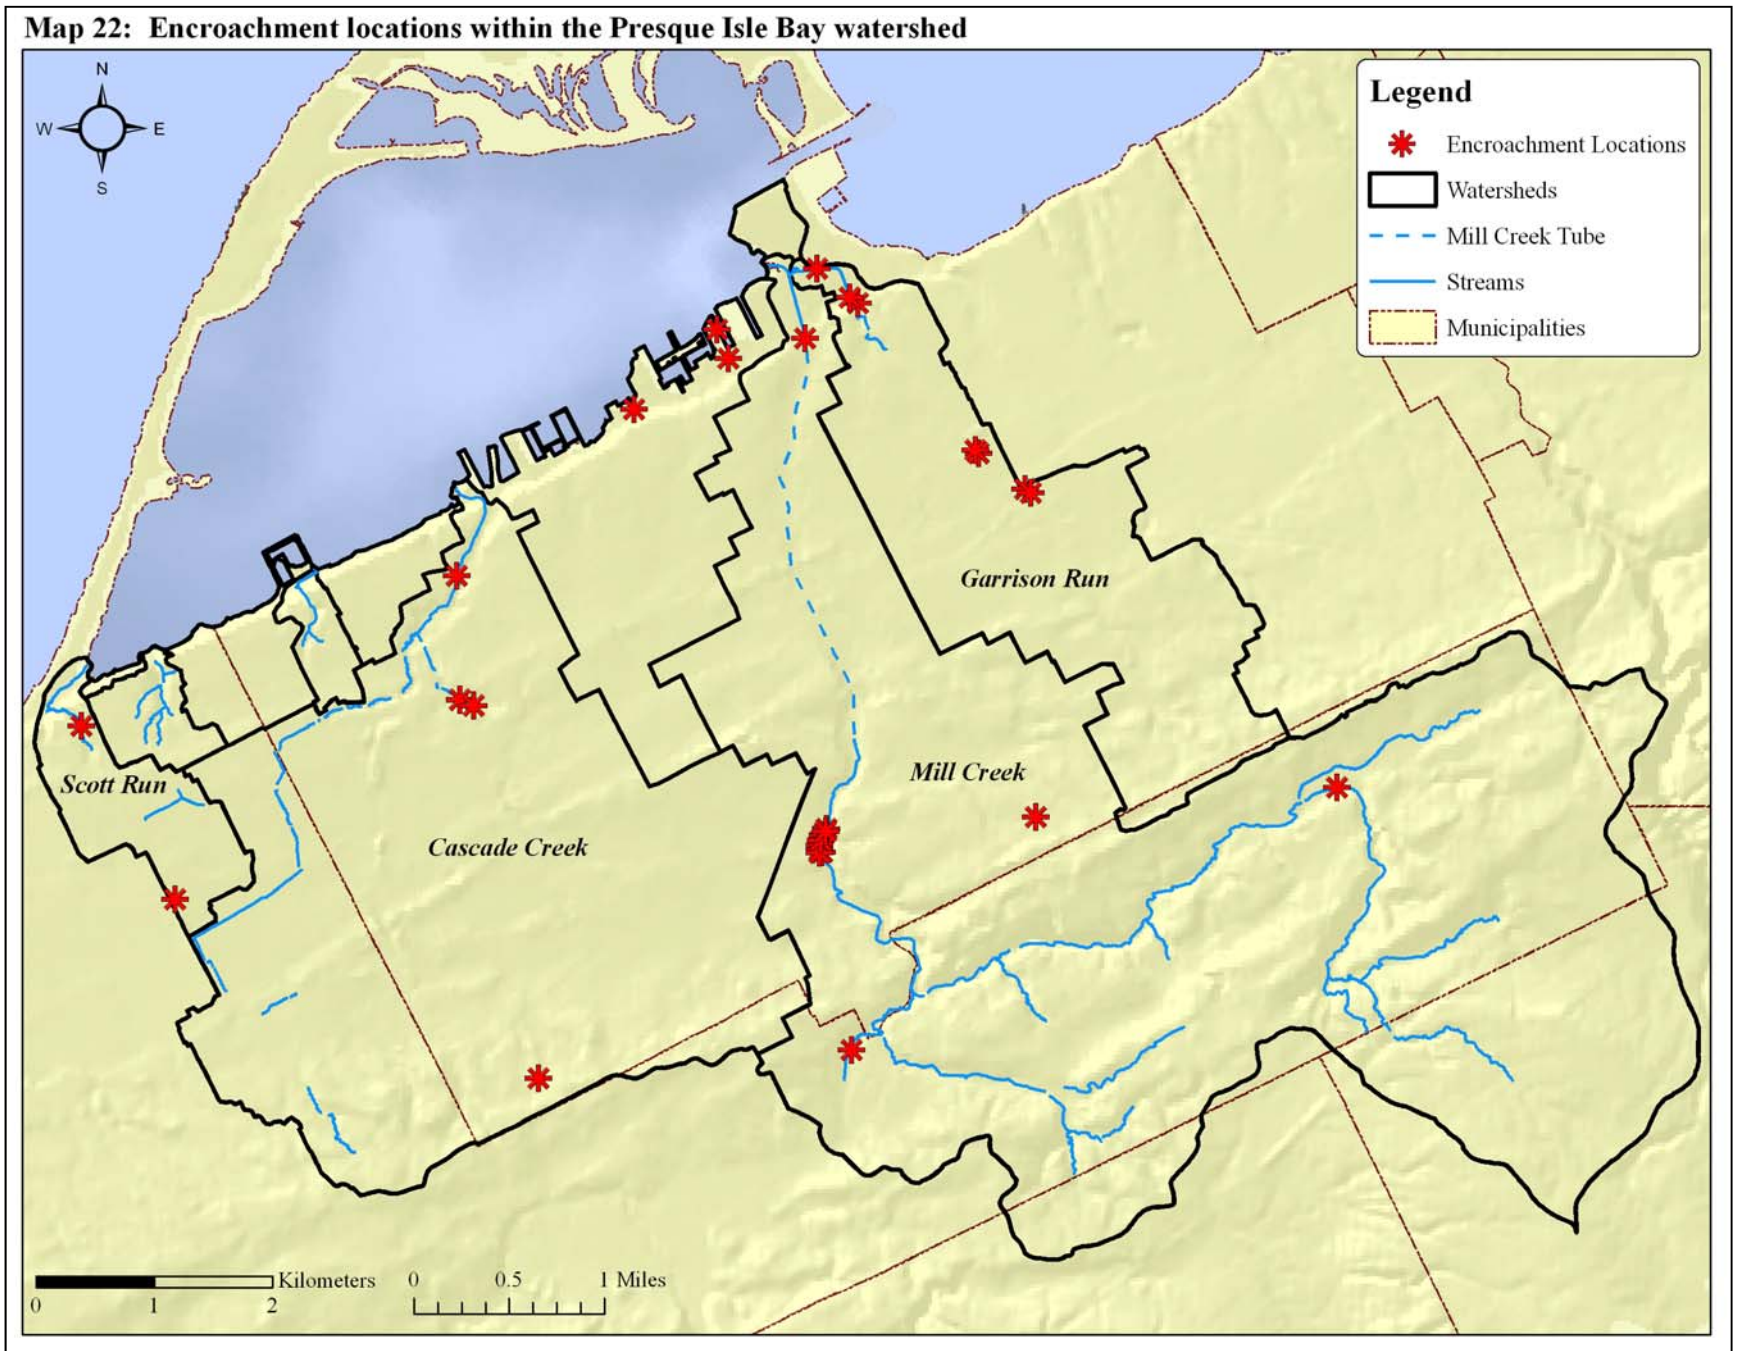 Map 22: Encroachment locations within the Presque Isle Bay watershed
N
W E
S
Legend
Encroachment Locations
Watersheds
Mill Creek Tube
Streams
Municipalities
Garrison Run
Mill Creek
Scott Run
Cascade Creek
Kilometers
0 1 2
0 0.5 1 Miles